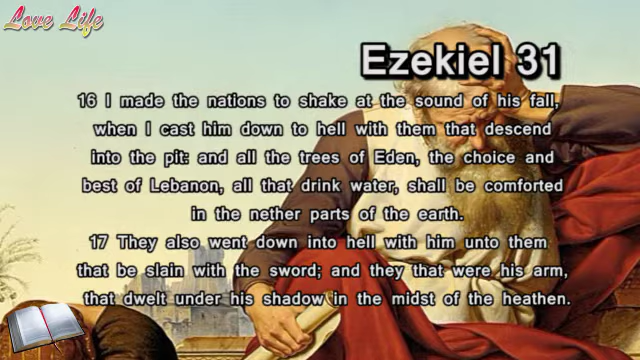 Love Life
Ezekiel 31
16 I made the nations to shake at the sound of his fall,
when I cast him down to hell with them that descend
into the pit: and all the trees of Eden, the choice and
best of Lebanon, all that drink water, shall be comforted
in the nether parts of the earth.
17 They also went down into hell with him unto them
that be slain with the sword; and they that were his arm,
that dwelt under his shadow in the midst of the heathen.